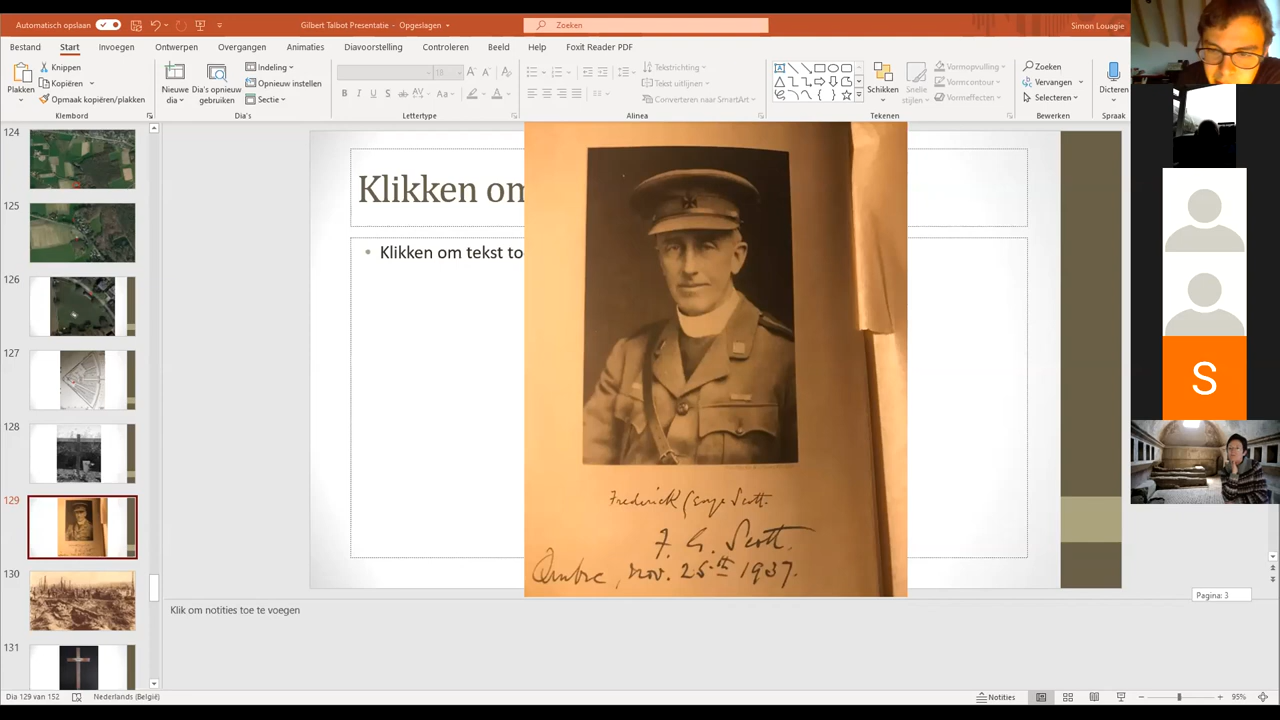 Automatisch opslaan
Gilbert Talbot Presentatie - Opgeslagen
Zoeken
Simon Louagie
Bestand Start Invoegen Ontwerpen Overgangen Animaties Diavoorstelling Controleren Beeld Help Foxit Reader PDF
Plakken
Knippen
Kopiëren
Opmaak kopiëren/plakken
Klembord
Nieuwe dia
Dia's opnieuw gebruiken
Indeling
Opnieuw instellen
Sectie
Dia's
18
Lettertype
Tekstrichting
Tekst uitlijnen
Converteren naar SmartArt
Alinea
Schikken
Snelle stijlen
Vormopvulling
Vormcontour
Vormeffecten
Tekenen
Zoeken
Vervangen
Selecteren
Bewerken
Dicteren
Spraak
124
125
126
127
128
129
130
131
Klikken om
Klikken om tekst to
Frederick George Scott.
F. G. Scott.
Quebec, Nov. 25th 1937.
S
Pagina: 3
Klik om notities toe te voegen
Dia 129 van 152
Nederlands (België)
Notities
95%